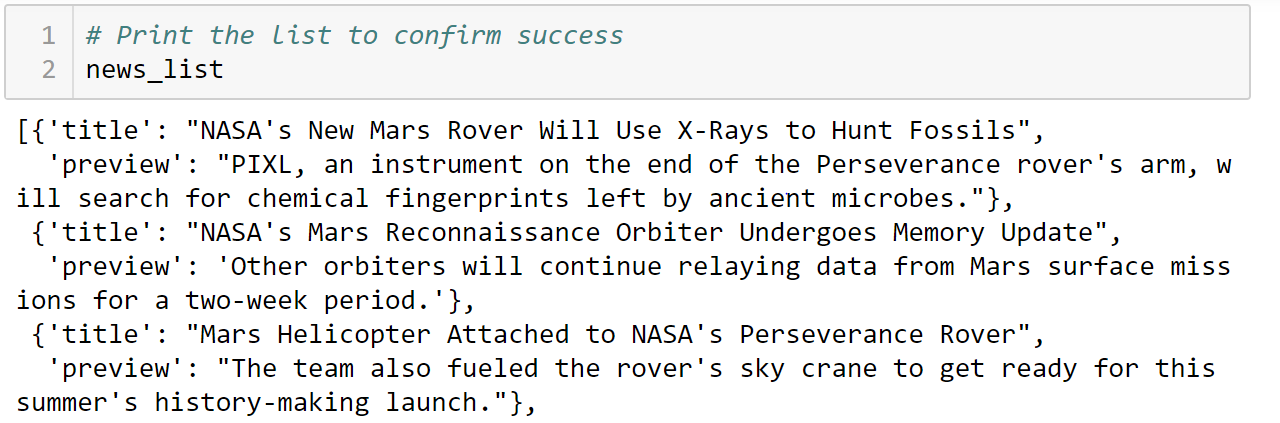 1 # Print the list to confirm success
2 news_list
[{'title': "NASA's New Mars Rover Will Use X-Rays to Hunt Fossils",
  'preview': "PIXL, an instrument on the end of the Perseverance rover's arm, w
ill search for chemical fingerprints left by ancient microbes."},
 {'title': "NASA's Mars Reconnaissance Orbiter Undergoes Memory Update",
  'preview': 'Other orbiters will continue relaying data from Mars surface miss
ions for a two-week period.'},
 {'title': "Mars Helicopter Attached to NASA's Perseverance Rover",
  'preview': "The team also fueled the rover's sky crane to get ready for this
summer's history-making launch."},